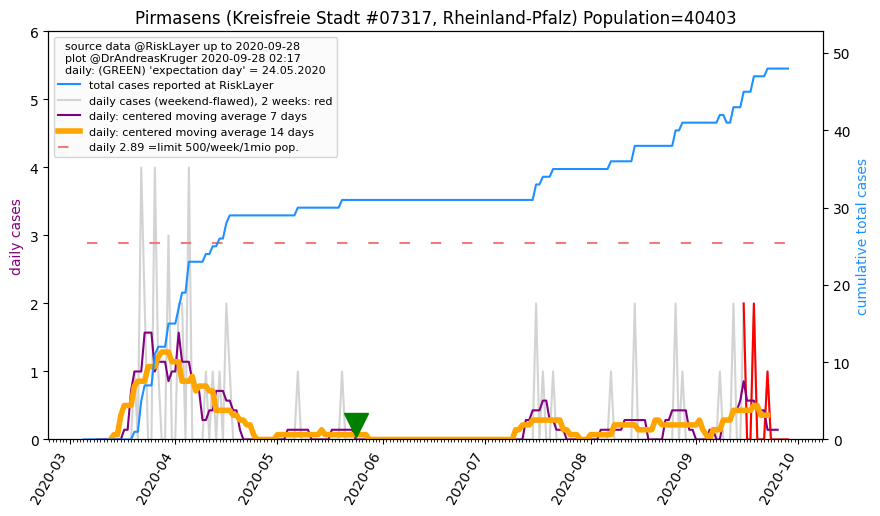 Pirmasens (Kreisfreie Stadt #07317, Rheinland-Pfalz) Population=40403
source data @RiskLayer up to 2020-09-28
plot @DrAndreasKruger 2020-09-28 02:17
daily: (GREEN) 'expectation day' = 24.05.2020
total cases reported at RiskLayer
daily cases (weekend-flawed), 2 weeks: red
daily: centered moving average 7 days
daily: centered moving average 14 days
daily 2.89 =limit 500/week/1mio pop.
daily cases
6
5
4
3
2
1
0
cumulative total cases
50
40
30
20
10
0
2020-03
2020-04
2020-05
2020-06
2020-07
2020-08
2020-09
2020-10